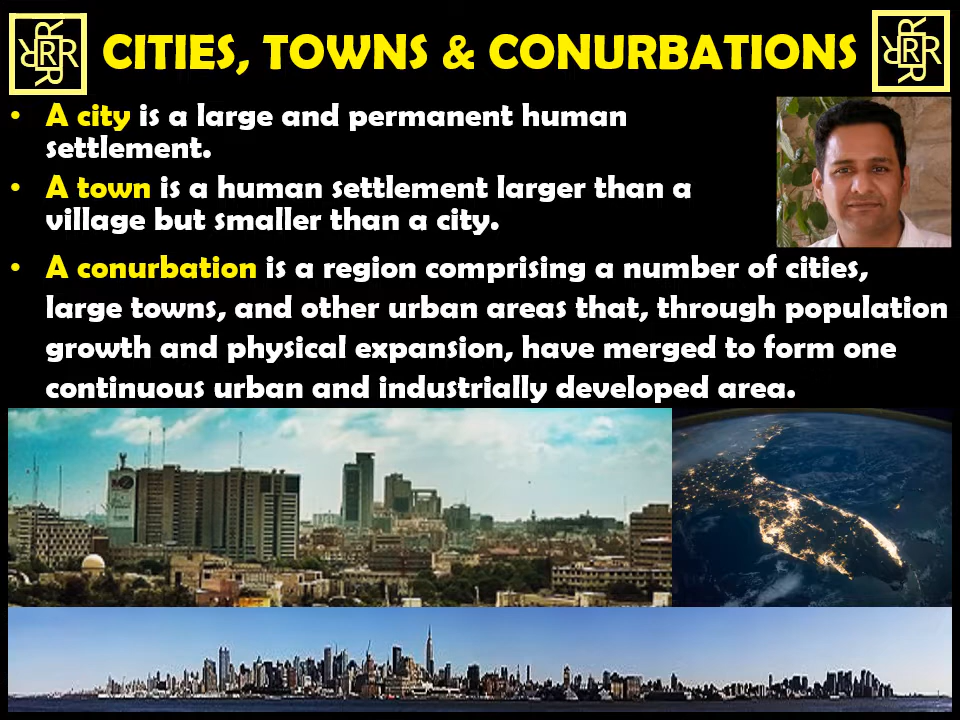 CITIES, TOWNS & CONURBATIONS
• A city is a large and permanent human
settlement.
• A town is a human settlement larger than a
village but smaller than a city.
• A conurbation is a region comprising a number of cities,
large towns, and other urban areas that, through population
growth and physical expansion, have merged to form one
continuous urban and industrially developed area.